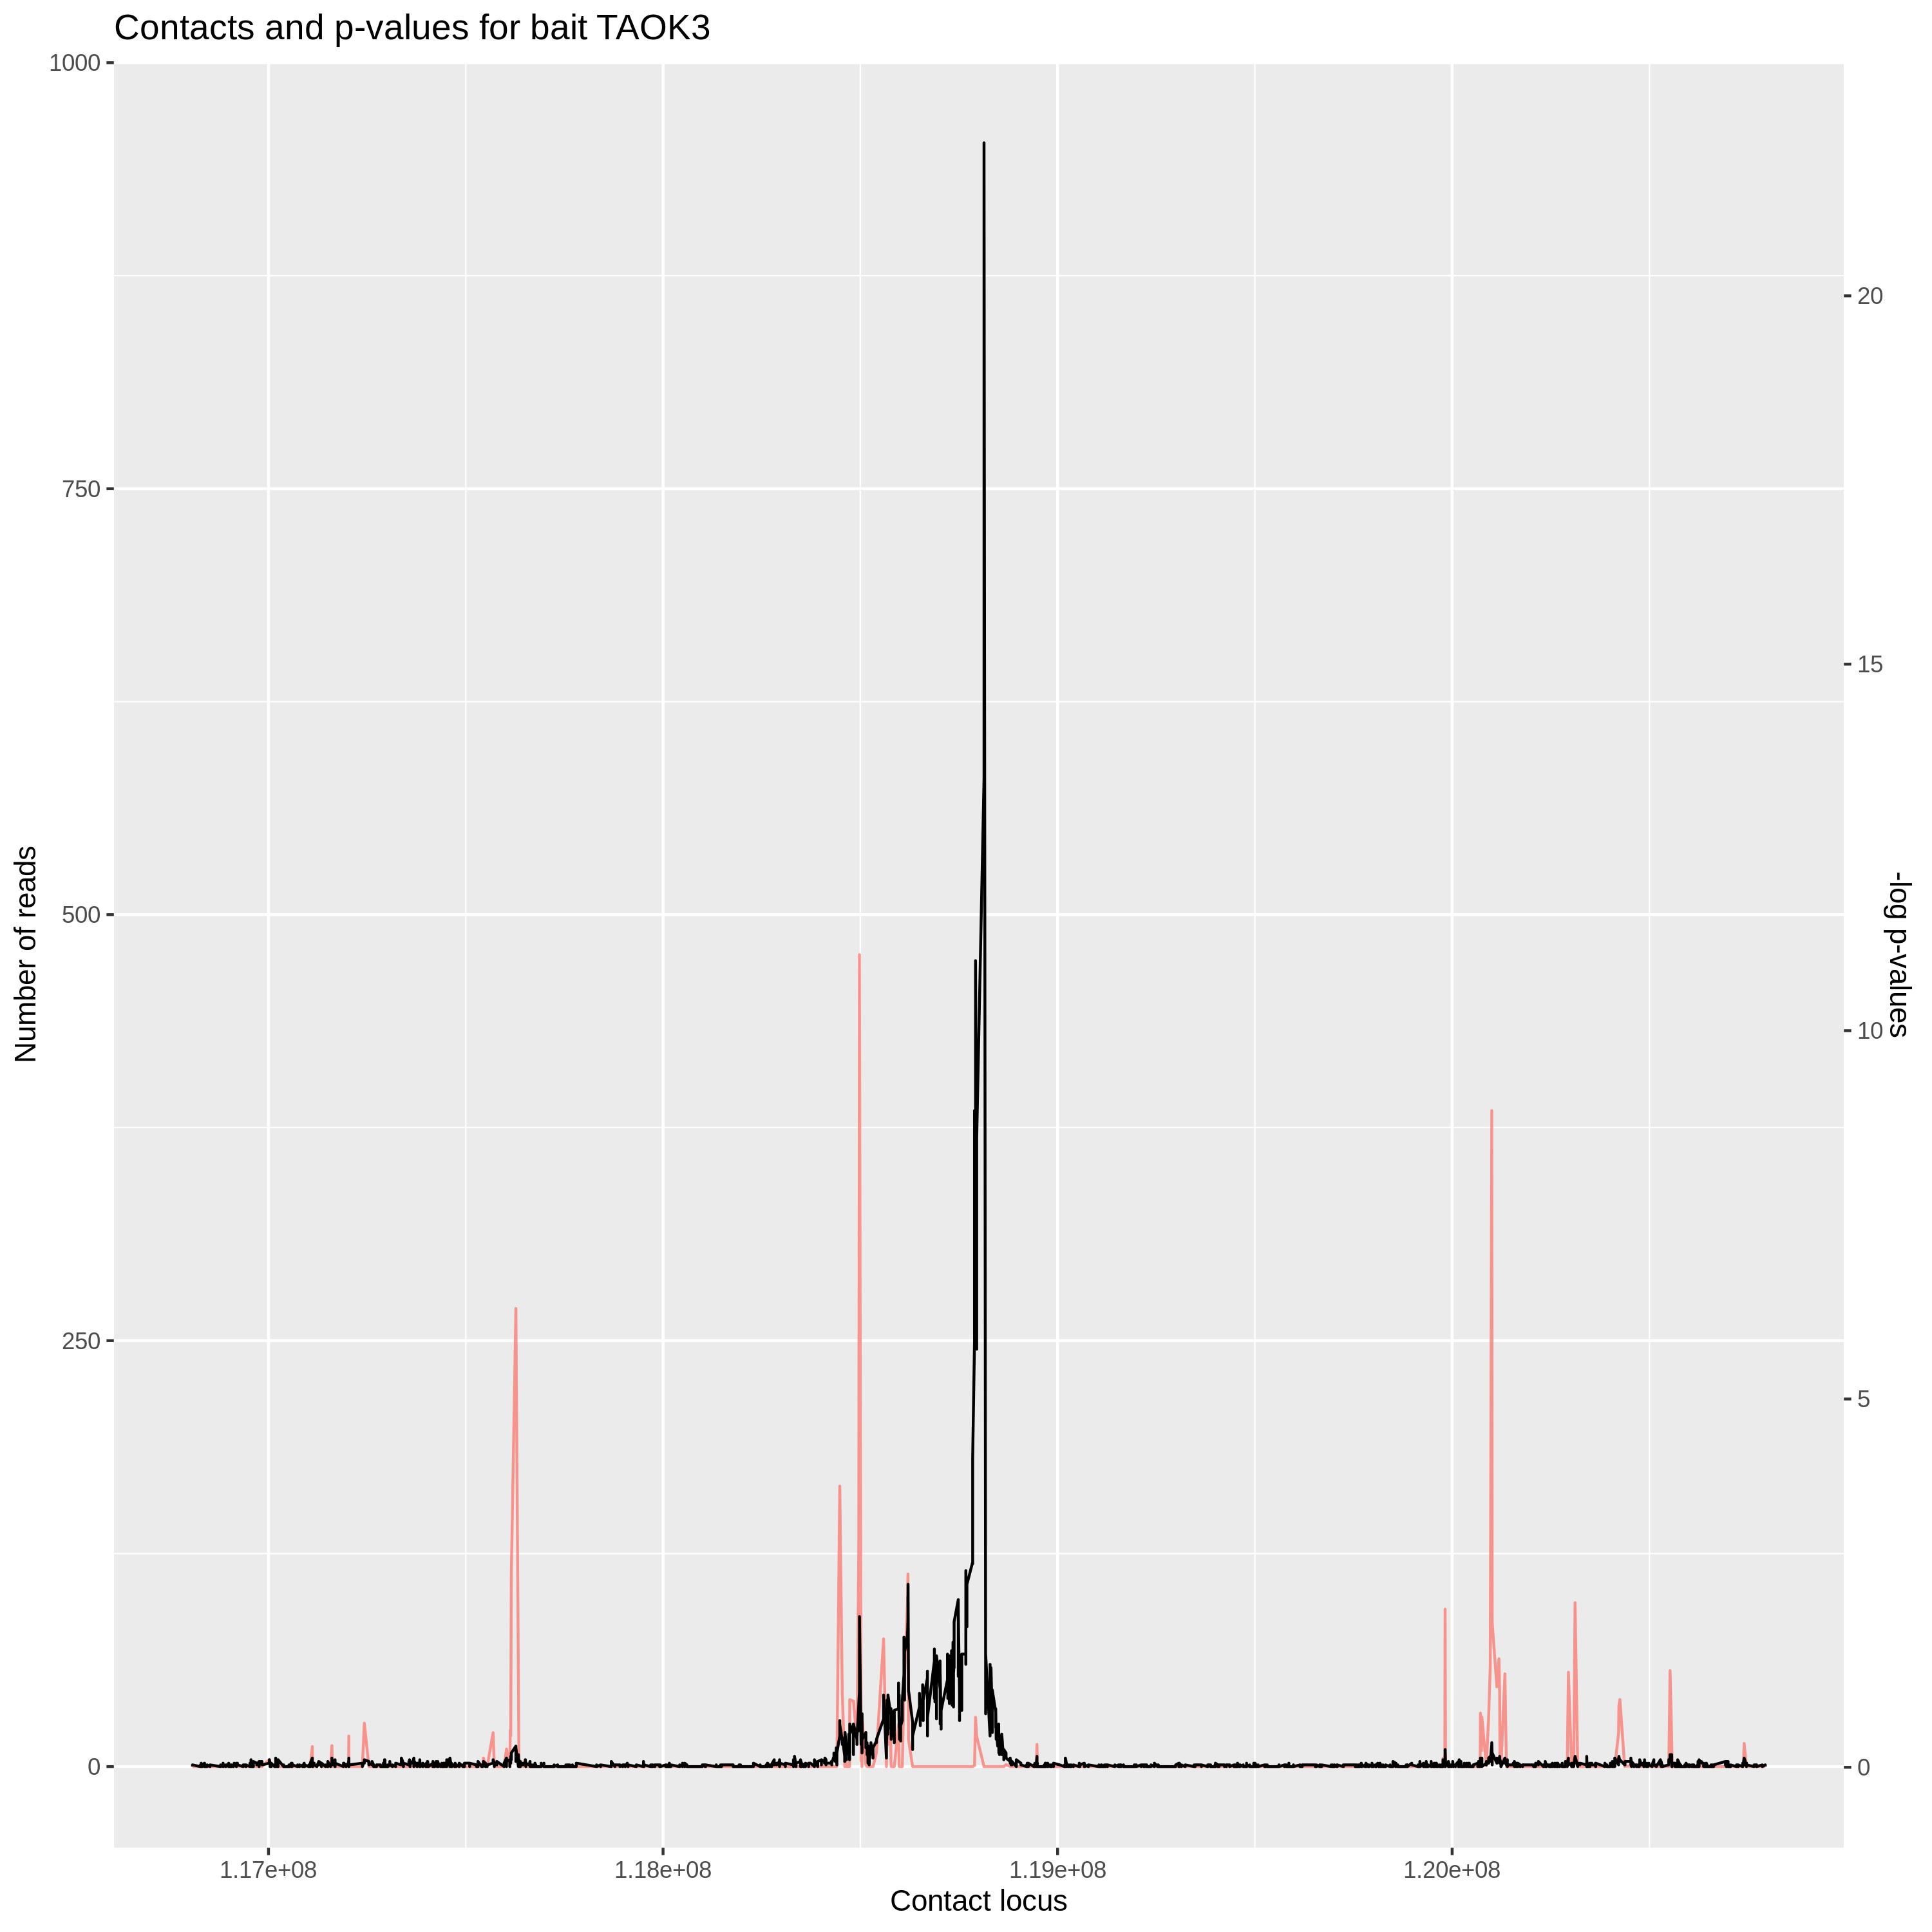 Contacts and p-values for bait TAOK3
1000
750
500
250
0
Number of reads
20
15
10
5
0
-log p-values
1.17e+08
1.18e+08
1.19e+08
1.20e+08
Contact locus